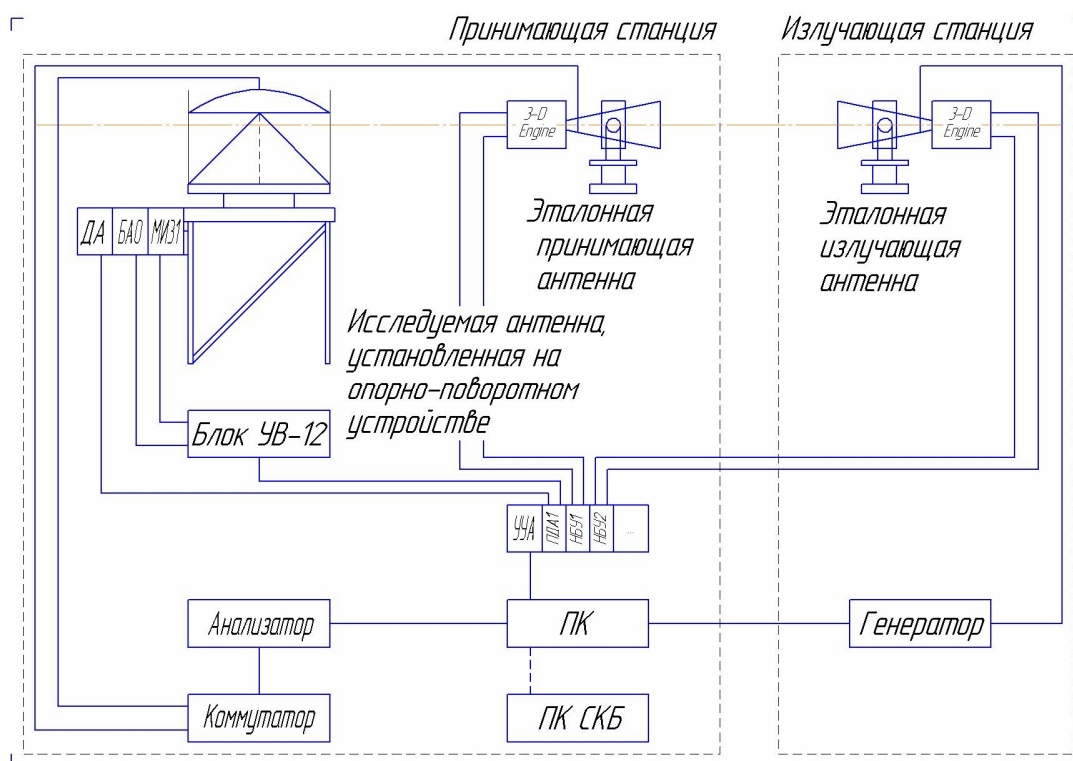 Принимающая станция
Излучающая станция
3-D
Engine
3-D
Engine
Эталонная
принимающая
антенна
Эталонная
излучающая
антенна
ДА
БАО
МИЗ1
Исследуемая антенна,
установленная на
опорно-поворотном
устройстве
Блок УВ-12
УУА
ПДА1
НБУ1
НБУ2
...
Анализатор
ПК
Генератор
Коммутатор
ПК СКБ